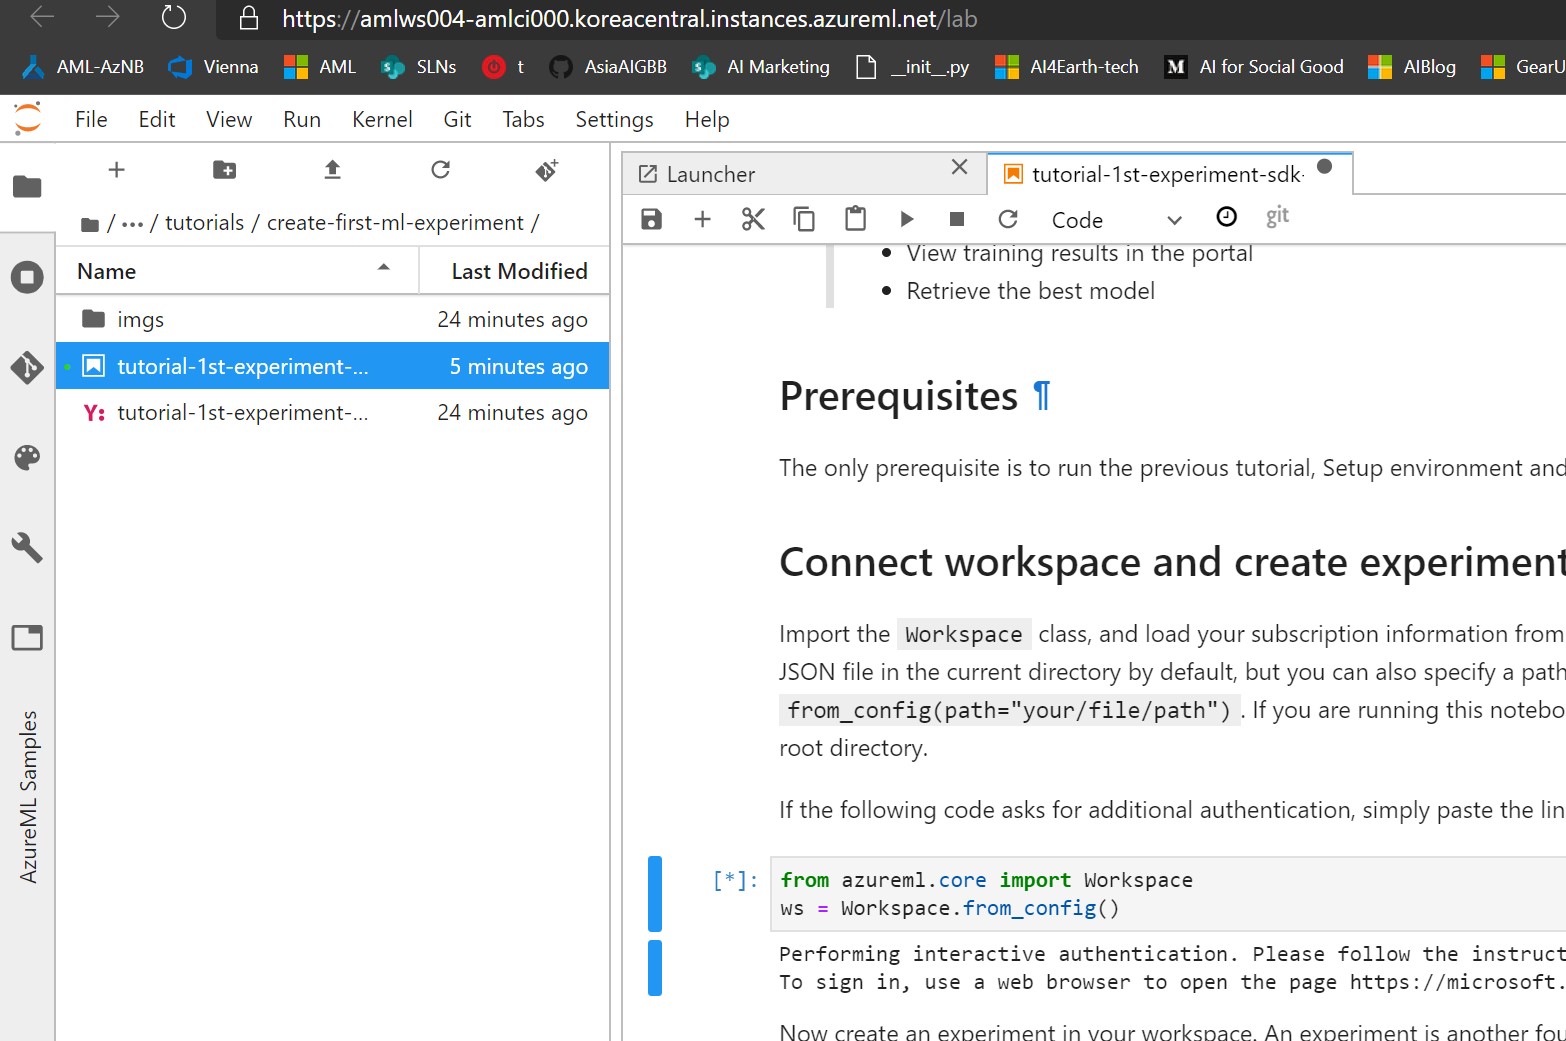 https://amlws004-amlci000.koreacentral.instances.azureml.net/lab
AML-AzNB Vienna AML SLNs t AsiaAIGBB AI Marketing __init__.py AI4Earth-tech M AI for Social Good AIBlog GearU
File Edit View Run Kernel Git Tabs Settings Help
Launcher
tutorial-1st-experiment-sdk-
/ ··· / tutorials / create-first-ml-experiment /
Code git
Name Last Modified
imgs 24 minutes ago
tutorial-1st-experiment-... 5 minutes ago
Y: tutorial-1st-experiment-... 24 minutes ago
AzureML Samples
• View training results in the portal
• Retrieve the best model
Prerequisites ¶
The only prerequisite is to run the previous tutorial, Setup environment and
Connect workspace and create experiment
Import the Workspace class, and load your subscription information from
JSON file in the current directory by default, but you can also specify a path
from_config(path="your/file/path") . If you are running this notebo
root directory.
If the following code asks for additional authentication, simply paste the lin
[*]: from azureml.core import Workspace
ws = Workspace.from_config()
Performing interactive authentication. Please follow the instruct
To sign in, use a web browser to open the page https://microsoft.
Now create an experiment in your workspace. An experiment is another fou